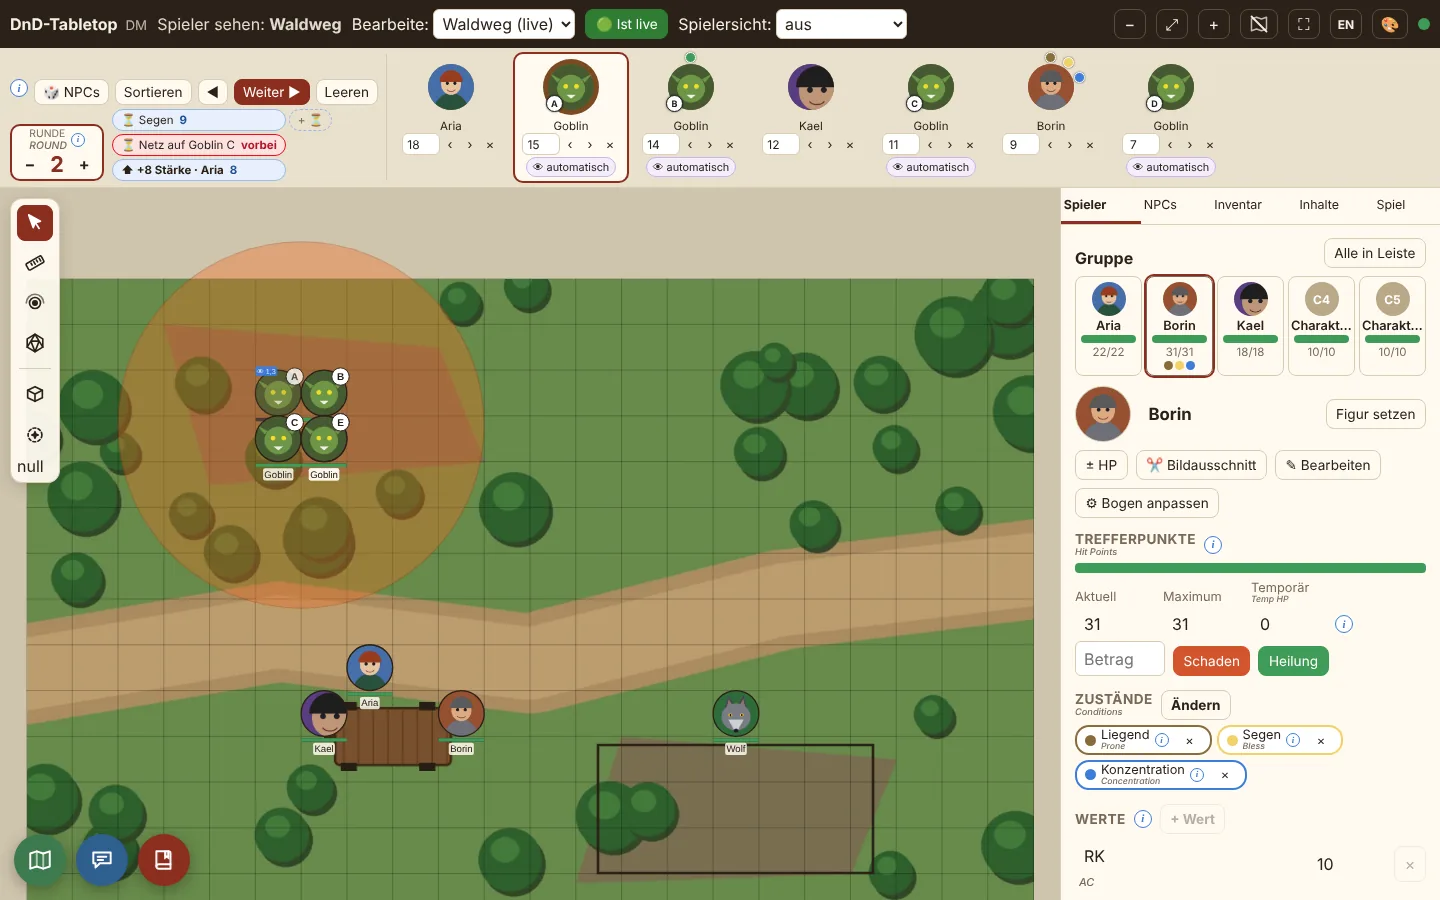 DnD-Tabletop DM Spieler sehen: Waldweg Bearbeite: Waldweg (live) Ist live Spielersicht: aus − + EN
i NPCs Sortieren ◀ Weiter ▶ Leeren
RUNDE
ROUND i
− 2 +
Segen 9 +
Netz auf Goblin C vorbei
+8 Stärke · Aria 8
Aria
18 ‹ › ×
A
Goblin
15 ‹ › ×
automatisch
B
Goblin
14 ‹ › ×
automatisch
Kael
12 ‹ › ×
C
Goblin
11 ‹ › ×
automatisch
Borin
9 ‹ › ×
D
Goblin
7 ‹ › ×
automatisch
null
1,3
A B
C E
Goblin Goblin
Aria
Kael Borin
Wolf
Spieler NPCs Inventar Inhalte Spiel
Gruppe Alle in Leiste
C4 C5
Aria Borin Kael Charakt... Charakt...
22/22 31/31 18/18 10/10 10/10
Borin Figur setzen
± HP Bildausschnitt Bearbeiten
Bogen anpassen
TREFFERPUNKTE i
Hit Points
Aktuell Maximum Temporär
Temp HP
31 31 0 i
Betrag Schaden Heilung
ZUSTÄNDE Ändern
Conditions
Liegend i × Segen i ×
Prone Bless
Konzentration i ×
Concentration
WERTE i + Wert
RK 10 ×
AC